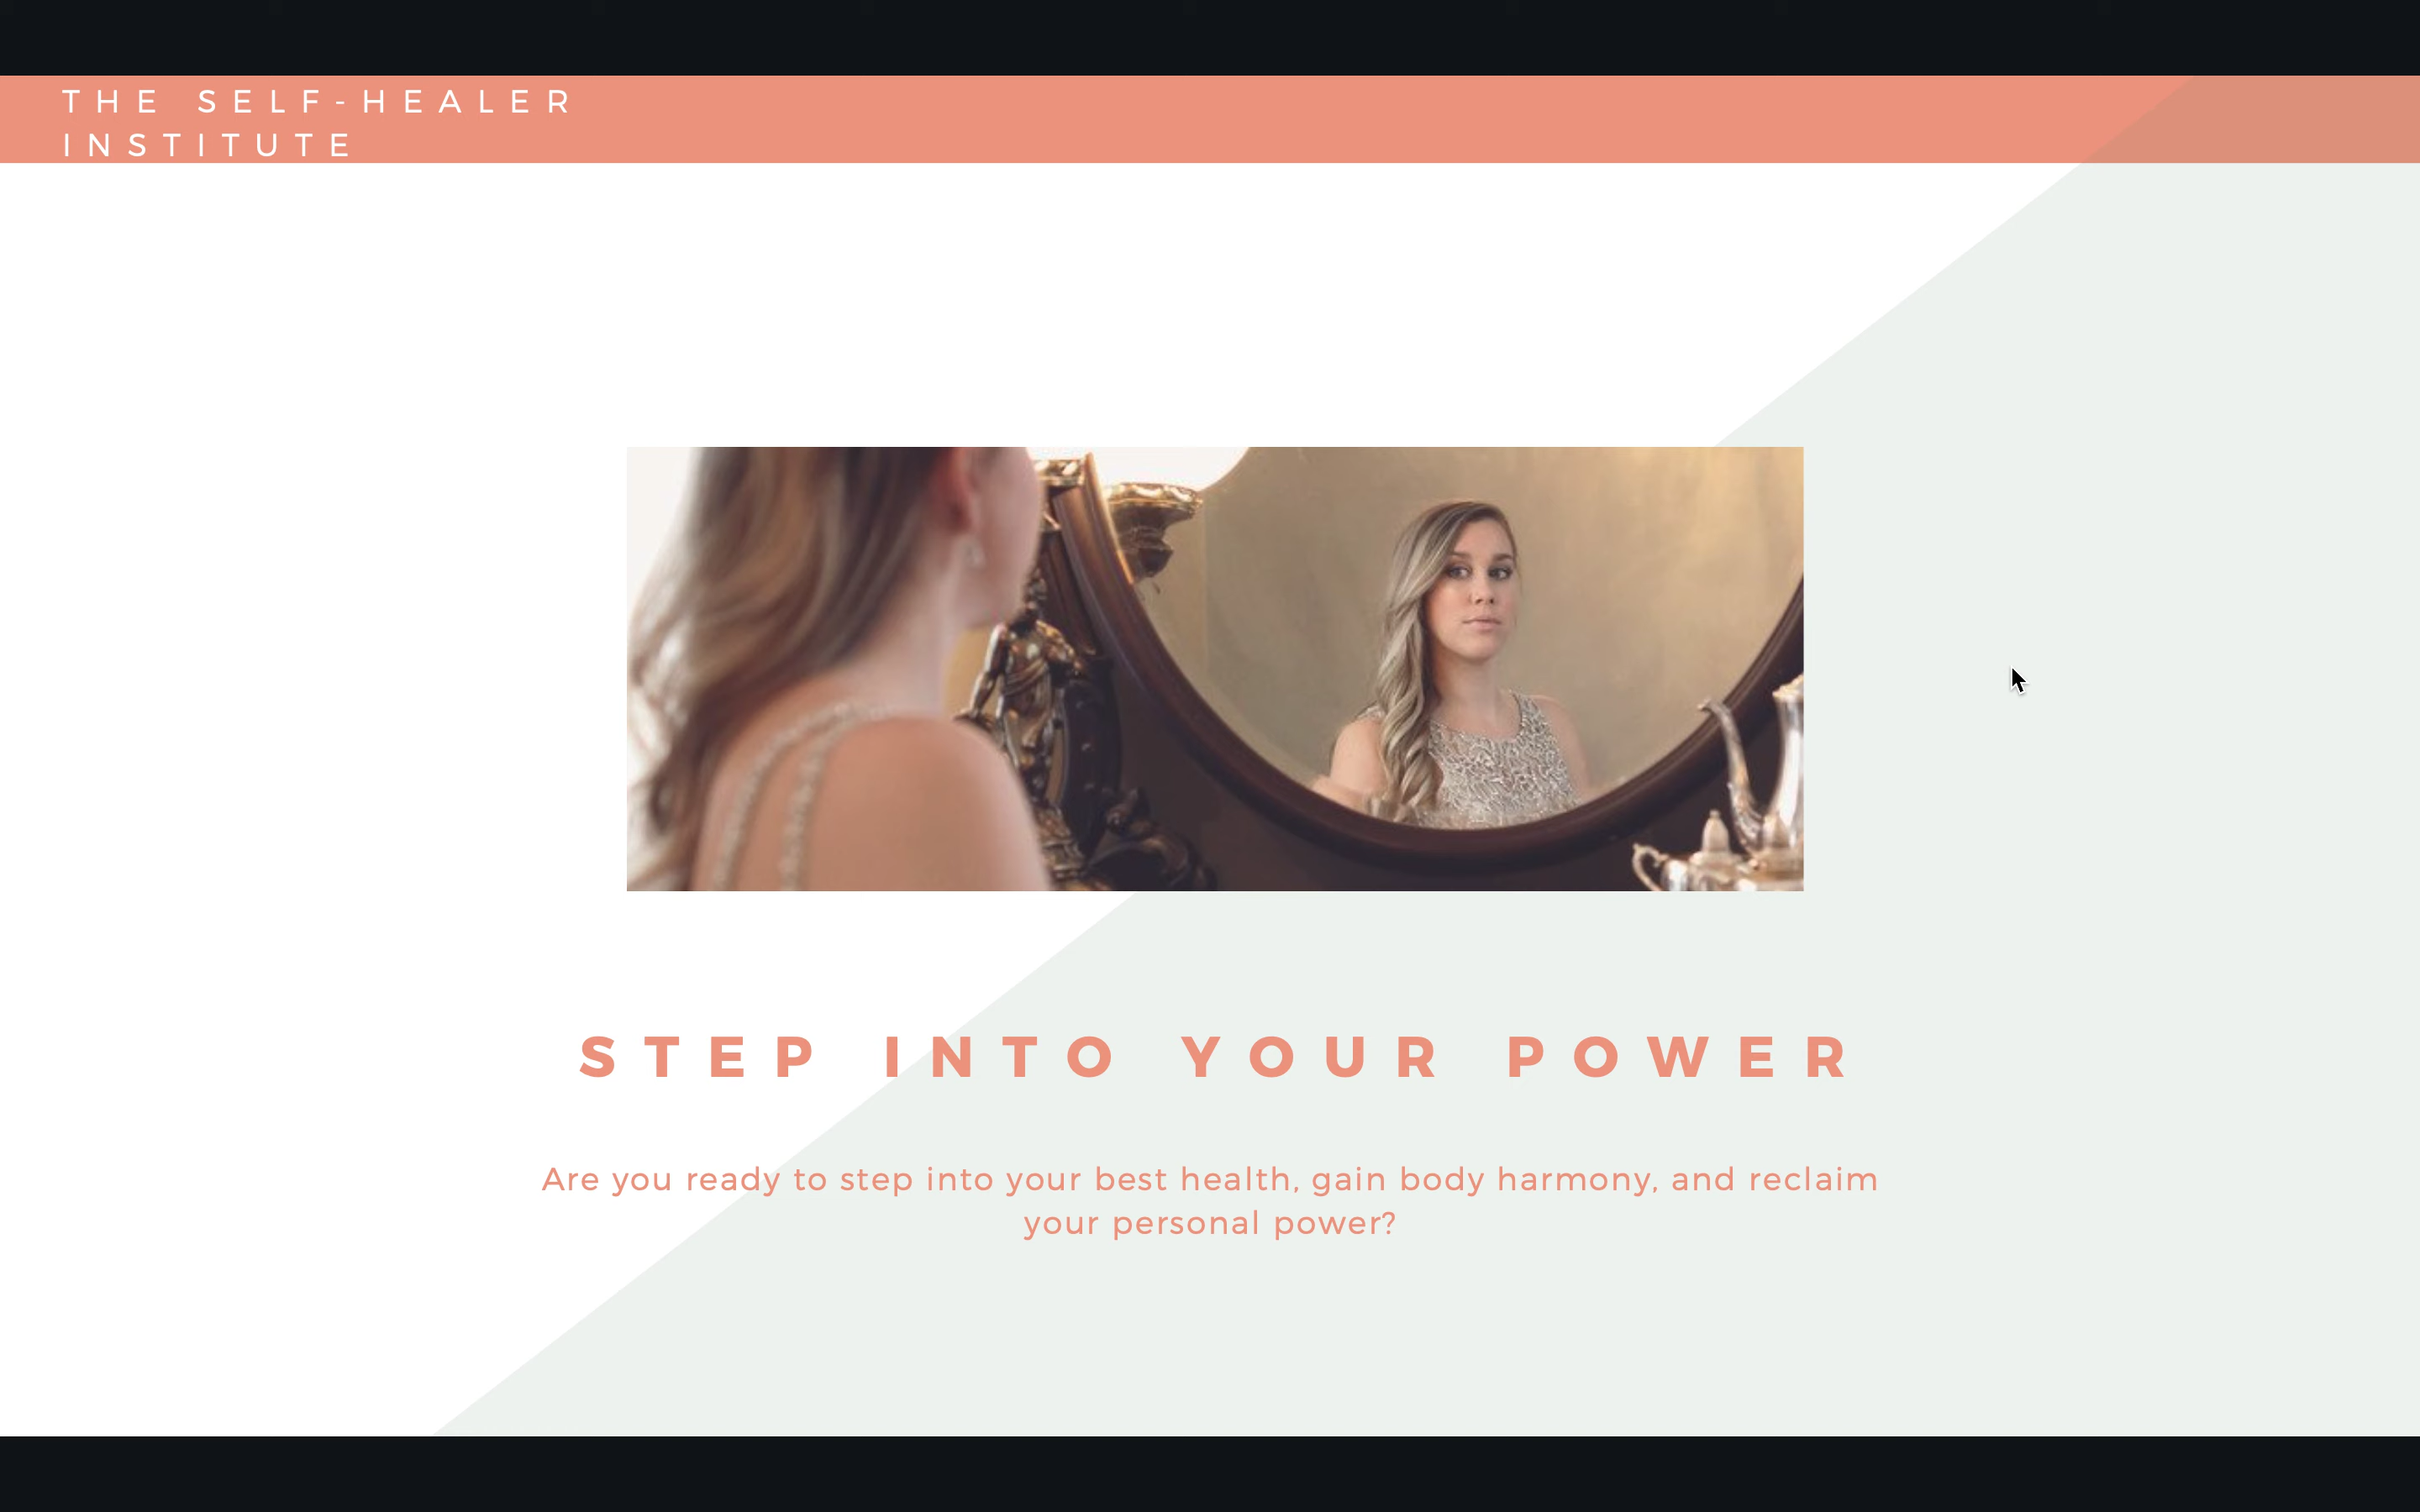 THE SELF-HEALER
INSTITUTE
STEP INTO YOUR POWER
Are you ready to step into your best health, gain body harmony, and reclaim
your personal power?